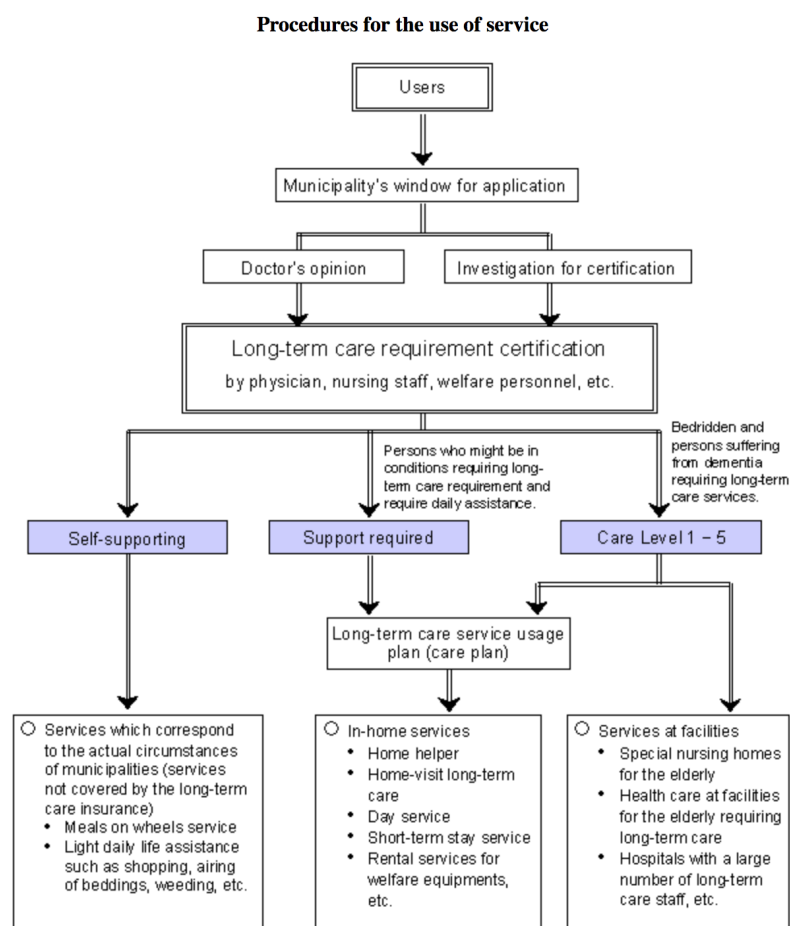 Procedures for the use of service
Users
Municipality's window for application
Doctor's opinion
Investigation for certification
Long-term care requirement certification
by physician, nursing staff, welfare personnel, etc.
Persons who might be in
conditions requiring long-
term care requirement and
require daily assistance.
Bedridden and
persons suffering
from dementia
requiring long-term
care services.
Self-supporting
Support required
Care Level 1 – 5
Long-term care service usage
plan (care plan)
○ Services which correspond
to the actual circumstances
of municipalities (services
not covered by the long-term
care insurance)
• Meals on wheels service
• Light daily life assistance
such as shopping, airing
of beddings, weeding, etc.
○ In-home services
• Home helper
• Home-visit long-term
care
• Day service
• Short-term stay service
• Rental services for
welfare equipments,
etc.
○ Services at facilities
• Special nursing homes
for the elderly
• Health care at facilities
for the elderly requiring
long-term care
• Hospitals with a large
number of long-term
care staff, etc.